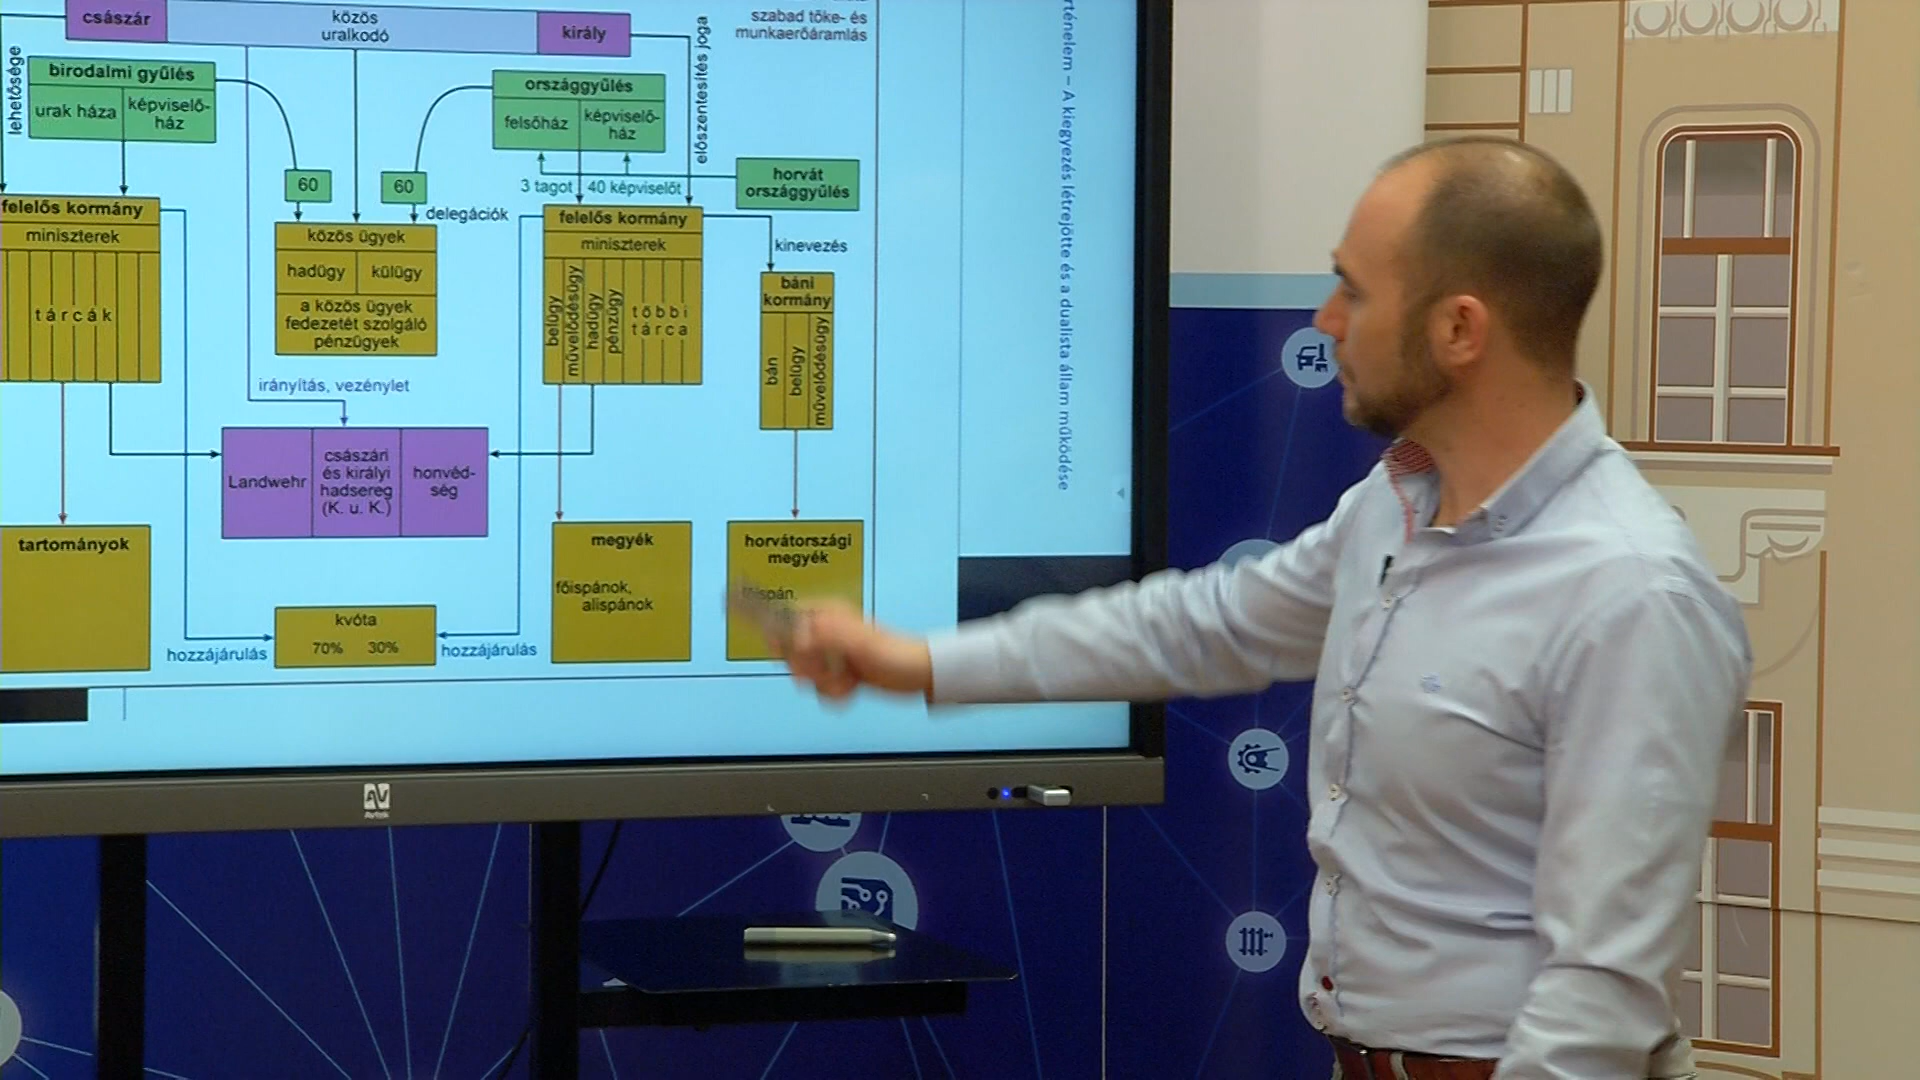 császár
közös
uralkodó
király
előszentesítés joga
szabad tőke- és
munkaerőáramlás
lehetősége
birodalmi gyűlés
urak háza
képviselő-
ház
országgyűlés
felsőház
képviselő-
ház
60
60
delegációk
3 tagot
40 képviselőt
horvát
országgyűlés
felelős kormány
miniszterek
tárcák
közös ügyek
hadügy
külügy
a közös ügyek
fedezetét szolgáló
pénzügyek
felelős kormány
miniszterek
belügy
művelődésügy
hadügy
pénzügy
többi
tárca
kinevezés
báni
kormány
bán
belügy
művelődésügy
irányítás, vezénylet
Landwehr
császári
és királyi
hadsereg
(K. u. K.)
honvéd-
ség
tartományok
megyék
főispánok,
alispánok
horvátországi
megyék
főispán,
kvóta
70% 30%
hozzájárulás
hozzájárulás
rténelem – A kiegyezés létrejötte és a dualista állam működése
AV
Avtek